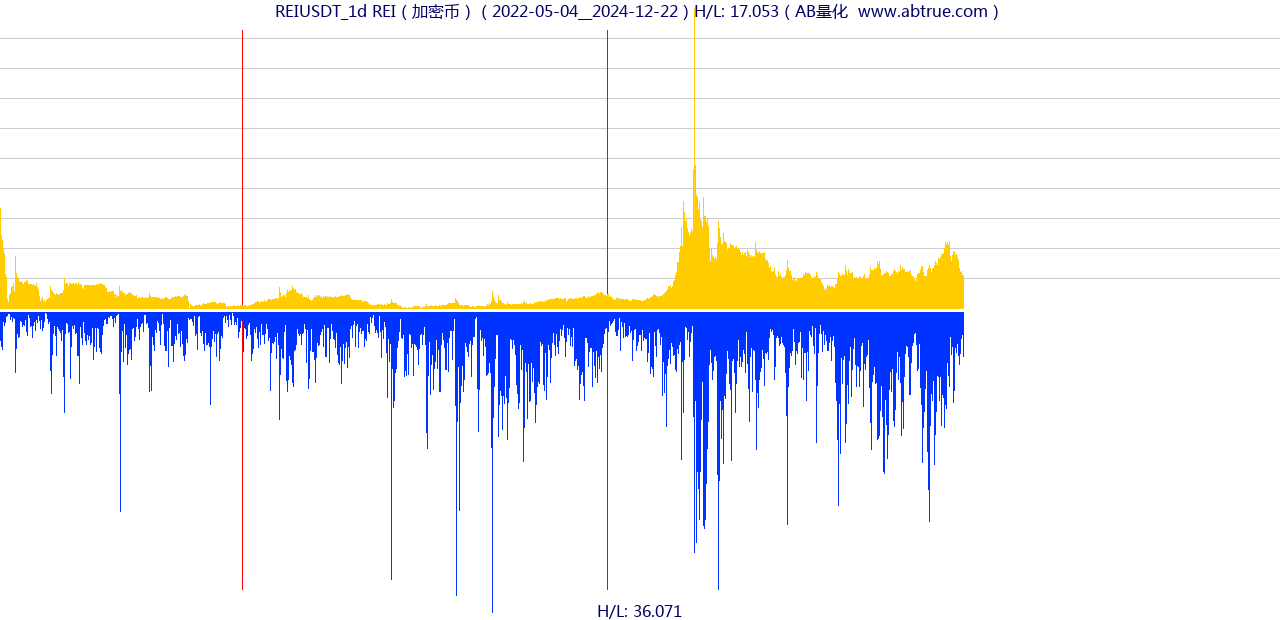 REIUSDT_1d REI ( 加密币 ) ( 2022-05-04__2024-12-22 ) H/L: 17.053 ( AB量化  www.abtrue.com )
H/L: 36.071